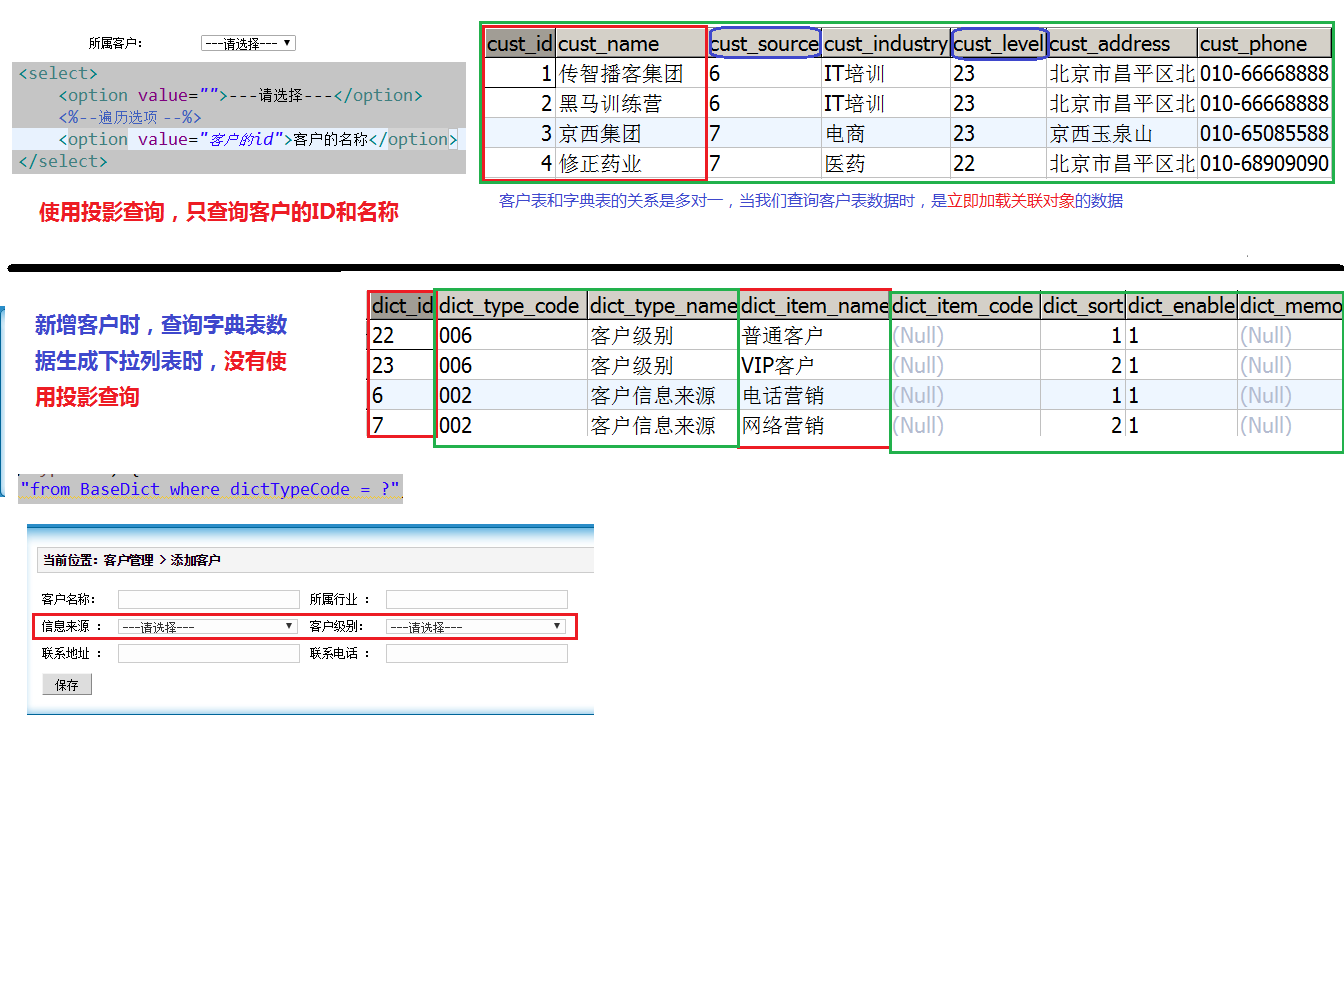 所属客户:
---请选择---
<select>
<option value="">---请选择---</option>
<%--遍历选项 --%>
<option value="客户的id">客户的名称</option>
</select>
使用投影查询，只查询客户的ID和名称
cust_id cust_name cust_source cust_industry cust_level cust_address cust_phone
1 传智播客集团 6 IT培训 23 北京市昌平区北 010-66668888
2 黑马训练营 6 IT培训 23 北京市昌平区北 010-66668888
3 京西集团 7 电商 23 京西玉泉山 010-65085588
4 修正药业 7 医药 22 北京市昌平区北 010-68909090
客户表和字典表的关系是多对一，当我们查询客户表数据时，是立即加载关联对象的数据
新增客户时，查询字典表数
据生成下拉列表时，没有使
用投影查询
dict_id dict_type_code dict_type_name dict_item_name dict_item_code dict_sort dict_enable dict_memo
22 006 客户级别 普通客户 (Null) 1 1 (Null)
23 006 客户级别 VIP客户 (Null) 2 1 (Null)
6 002 客户信息来源 电话营销 (Null) 1 1 (Null)
7 002 客户信息来源 网络营销 (Null) 2 1 (Null)
"from BaseDict where dictTypeCode = ?"
当前位置：客户管理 > 添加客户
客户名称： 所属行业 ：
信息来源 ： ---请选择--- 客户级别： ---请选择---
联系地址 ： 联系电话 ：
保存